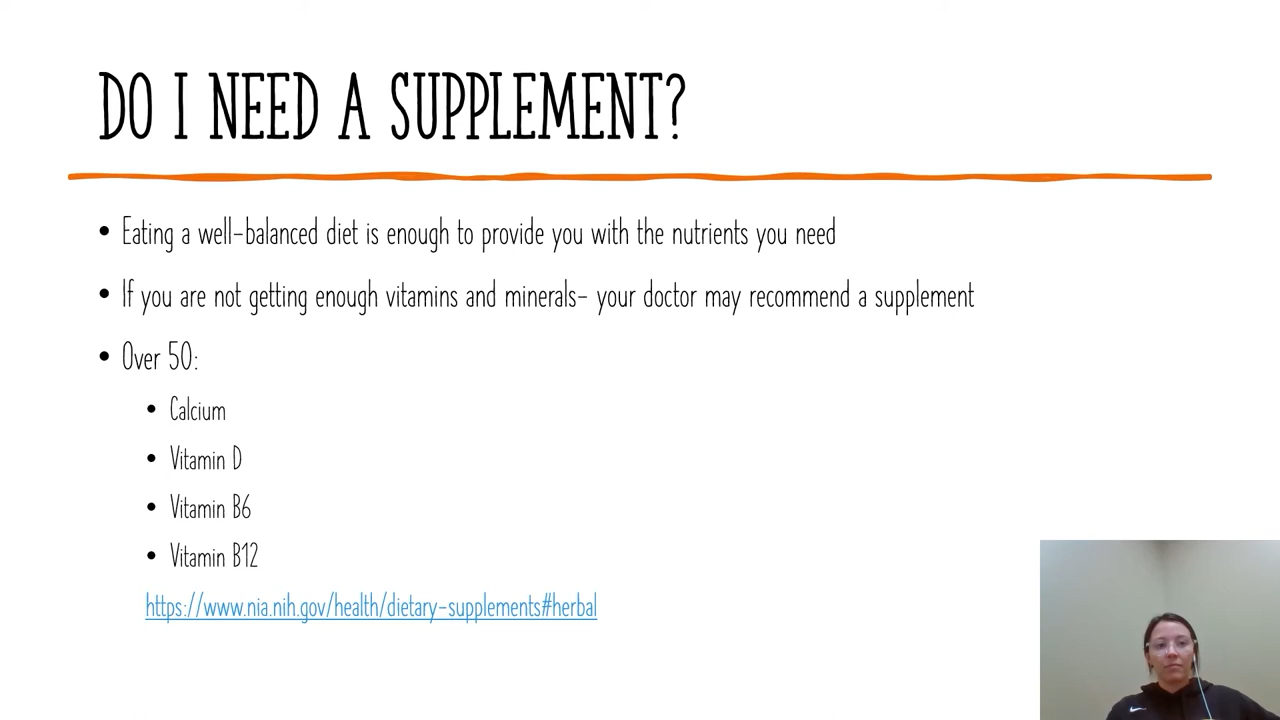 DO I NEED A SUPPLEMENT?
• Eating a well-balanced diet is enough to provide you with the nutrients you need
• If you are not getting enough vitamins and minerals- your doctor may recommend a supplement
• Over 50:
• Calcium
• Vitamin D
• Vitamin B6
• Vitamin B12
https://www.nia.nih.gov/health/dietary-supplements#herbal